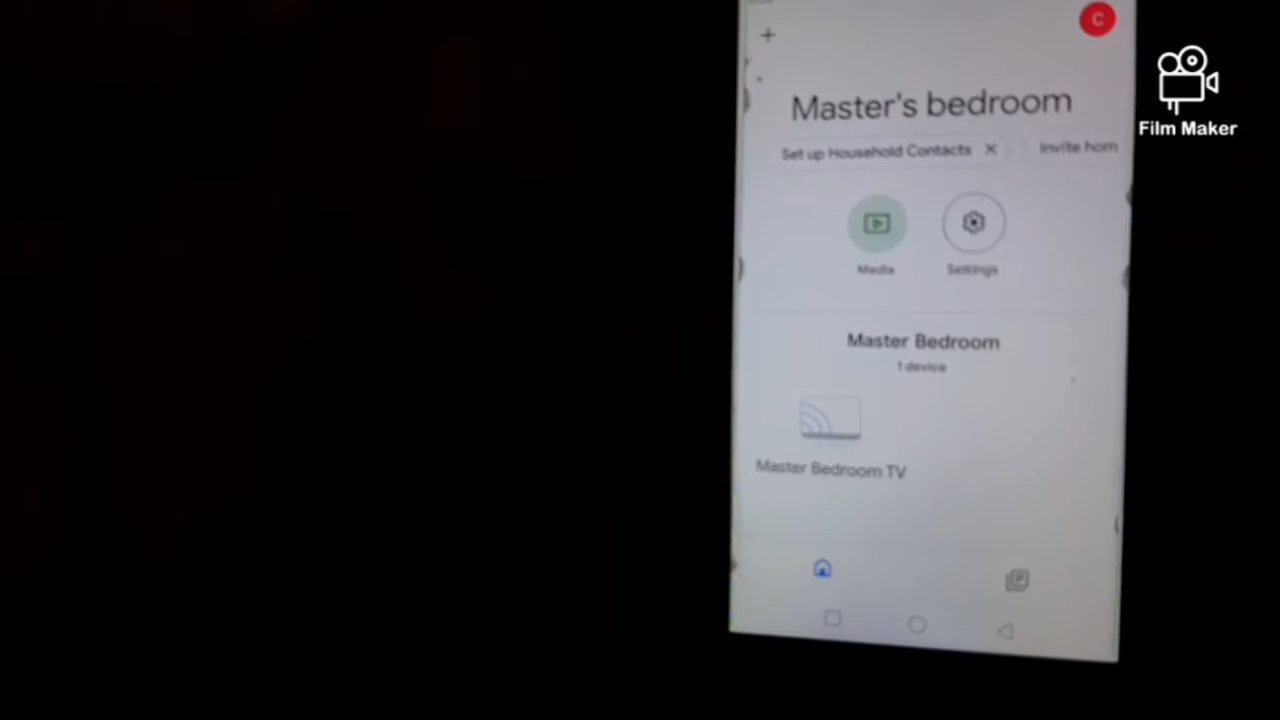 C
Master's bedroom
Set up Household Contacts
Invite hom
Media
Settings
Master Bedroom
1 device
Master Bedroom TV
Film Maker